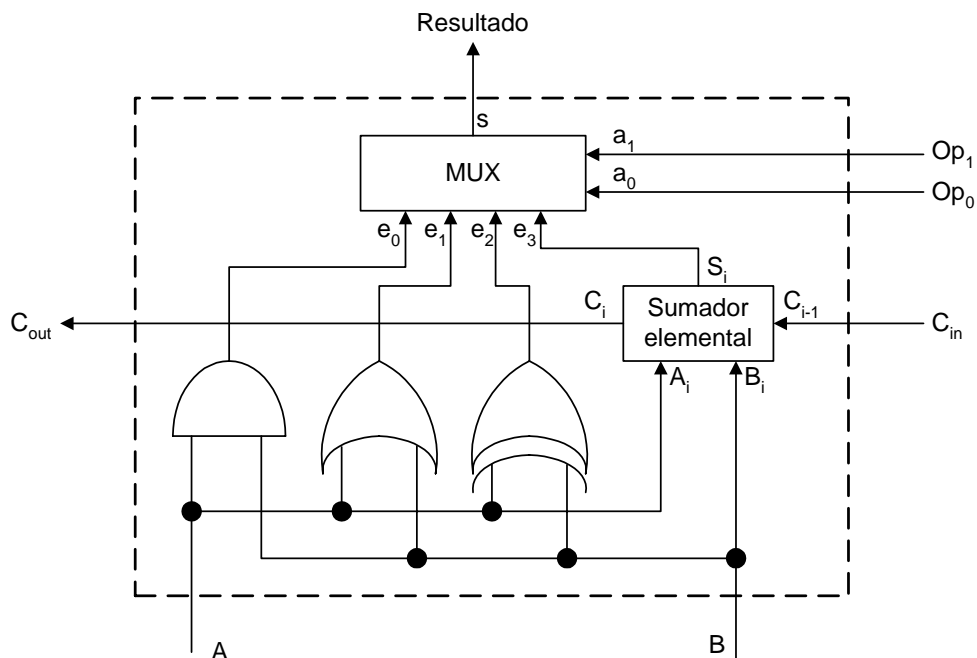 Resultado
s
a1
Op1
MUX
a0
Op0
e0
e1
e2
e3
Si
Ci
Sumador
elemental
Ci-1
Cout
Cin
Ai
Bi
A
B